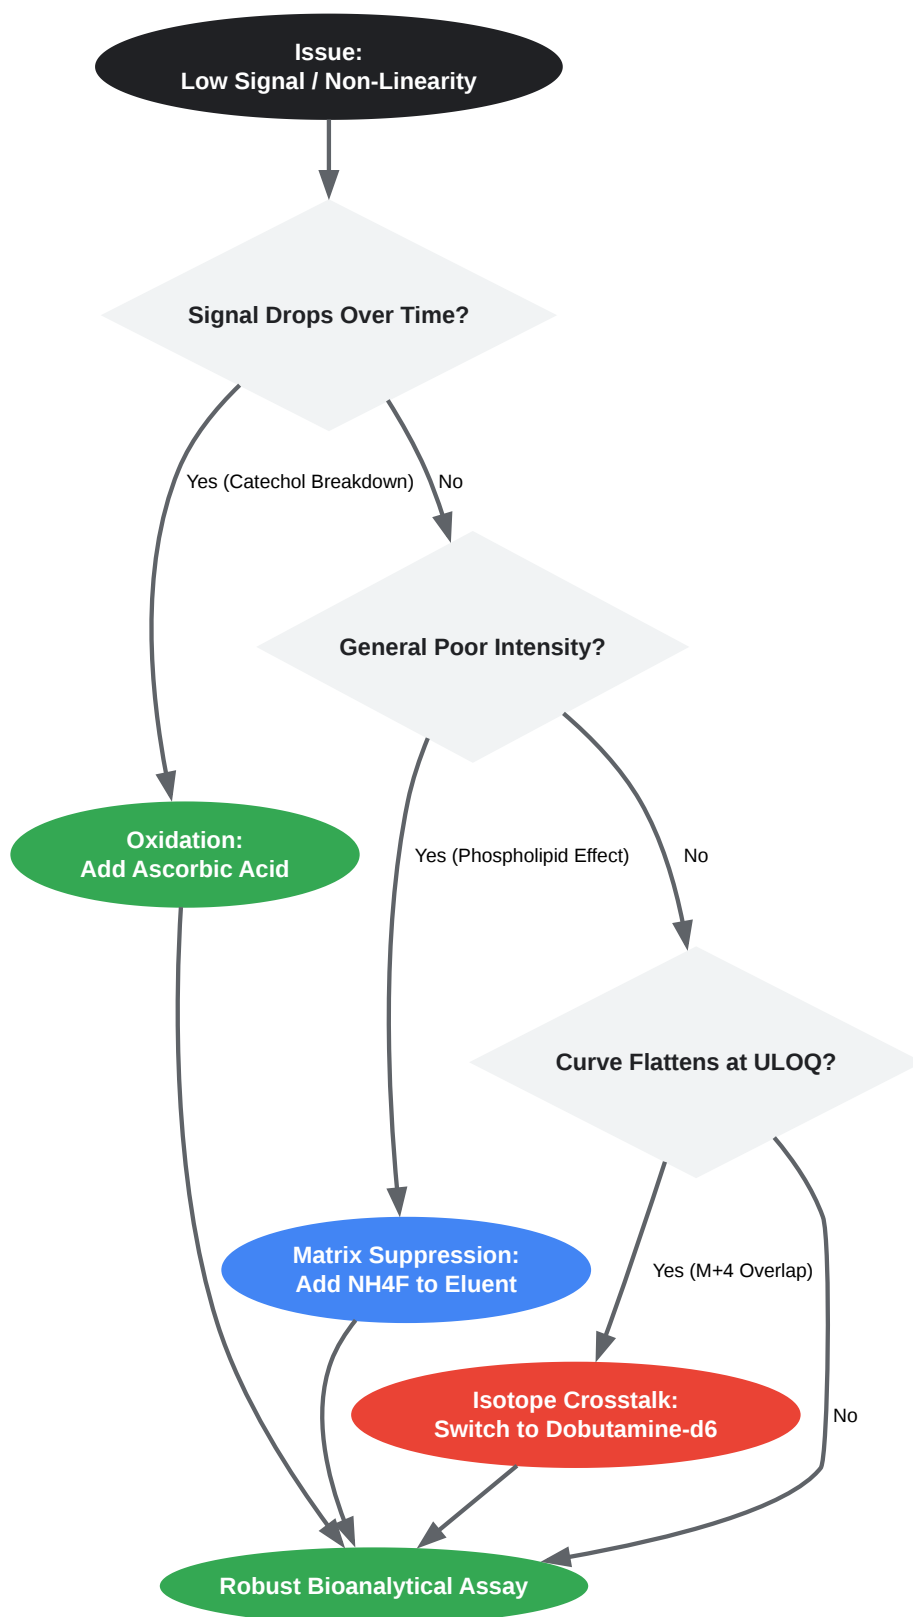 Issue:
Low Signal / Non-Linearity
Signal Drops Over Time?
Yes (Catechol Breakdown)
No
General Poor Intensity?
Oxidation:
Add Ascorbic Acid
Yes (Phospholipid Effect)
No
Curve Flattens at ULOQ?
Matrix Suppression:
Add NH4F to Eluent
Yes (M+4 Overlap)
Isotope Crosstalk:
Switch to Dobutamine-d6
No
Robust Bioanalytical Assay